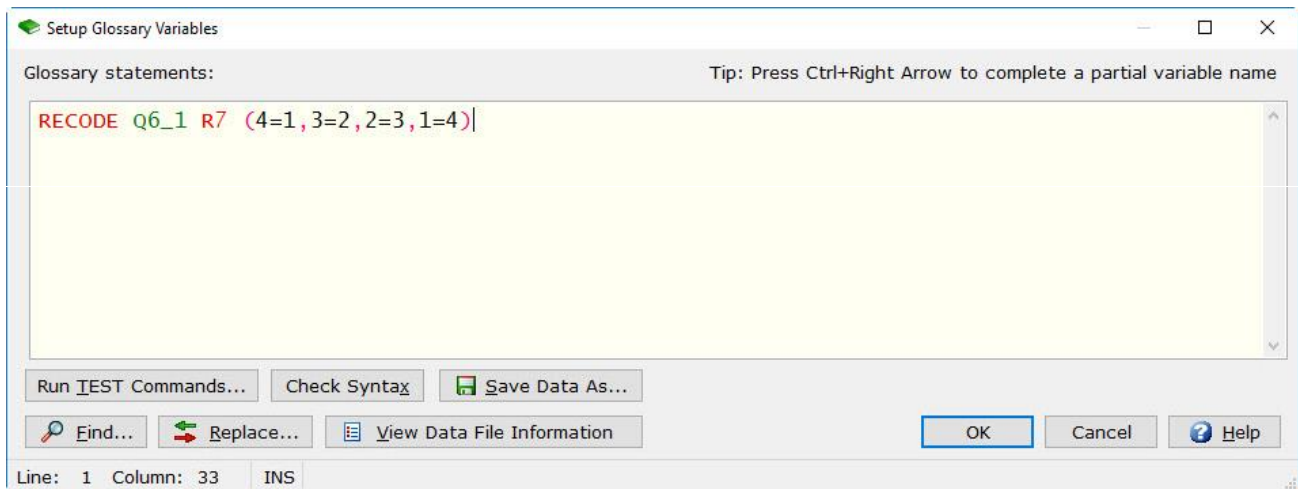 Setup Glossary Variables
Glossary statements: Tip: Press Ctrl+Right Arrow to complete a partial variable name
RECODE Q6_1 R7 (4=1,3=2,2=3,1=4)
Run TEST Commands... Check Syntax Save Data As...
Find... Replace... View Data File Information OK Cancel Help
Line: 1 Column: 33 INS